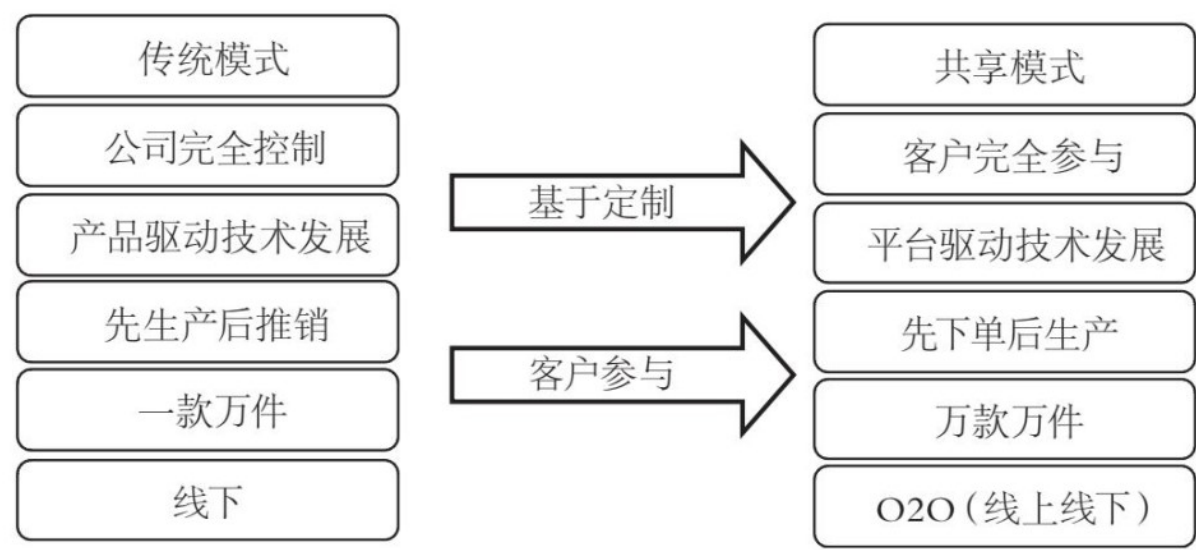 传统模式
公司完全控制
产品驱动技术发展
先生产后推销
一款万件
线下
基于定制
客户参与
共享模式
客户完全参与
平台驱动技术发展
先下单后生产
万款万件
O2O（线上线下）